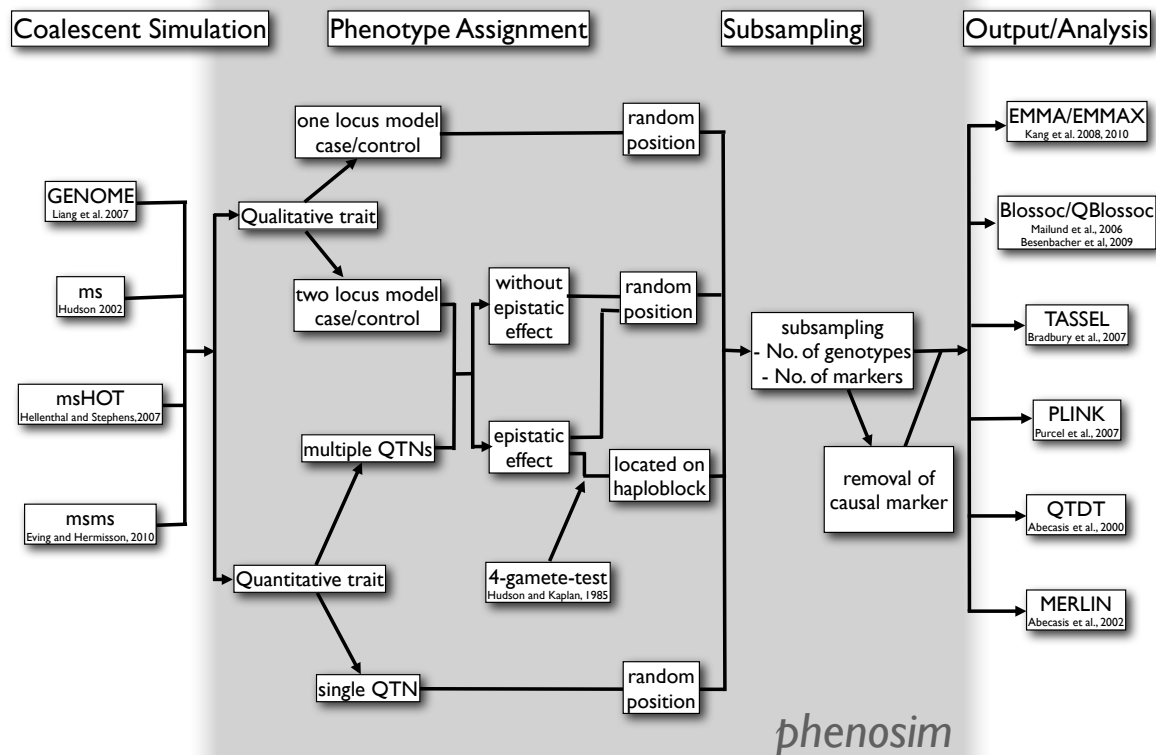 Coalescent Simulation
Phenotype Assignment
Subsampling
Output/Analysis
GENOME
Liang et al. 2007
ms
Hudson 2002
msHOT
Hellenthal and Stephens,2007
msms
Eving and Hermisson, 2010
Qualitative trait
Quantitative trait
one locus model
case/control
two locus model
case/control
multiple QTNs
single QTN
without
epistatic
effect
epistatic
effect
4-gamete-test
Hudson and Kaplan, 1985
random
position
random
position
located on
haploblock
random
position
subsampling
- No. of genotypes
- No. of markers
removal of
causal marker
EMMA/EMMAX
Kang et al. 2008, 2010
Blossoc/QBlossoc
Mailund et al., 2006
Besenbacher et al, 2009
TASSEL
Bradbury et al., 2007
PLINK
Purcel et al., 2007
QTDT
Abecasis et al., 2000
MERLIN
Abecasis et al., 2002
phenosim